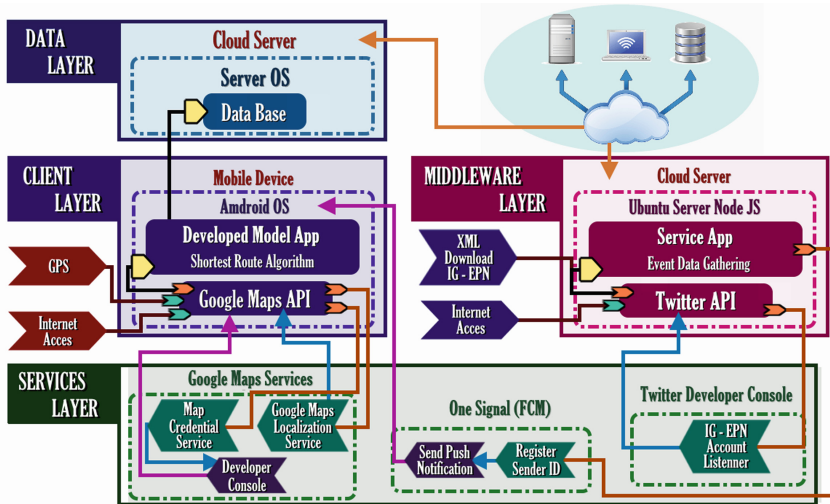 DATA
LAYER
Cloud Server
Server OS
Data Base
CLIENT
LAYER
Mobile Device
Amdroid OS
Developed Model App
Shortest Route Algorithm
GPS
Google Maps API
Internet
Acces
MIDDLEWARE
LAYER
Cloud Server
Ubuntu Server Node JS
XML
Download
IG - EPN
Service App
Event Data Gathering
Internet
Acces
Twitter API
SERVICES
LAYER
Google Maps Services
Map
Credential
Service
Google Maps
Localization
Service
Developer
Console
One Signal (FCM)
Send Push
Notification
Register
Sender ID
Twitter Developer Console
IG - EPN
Account
Listenner